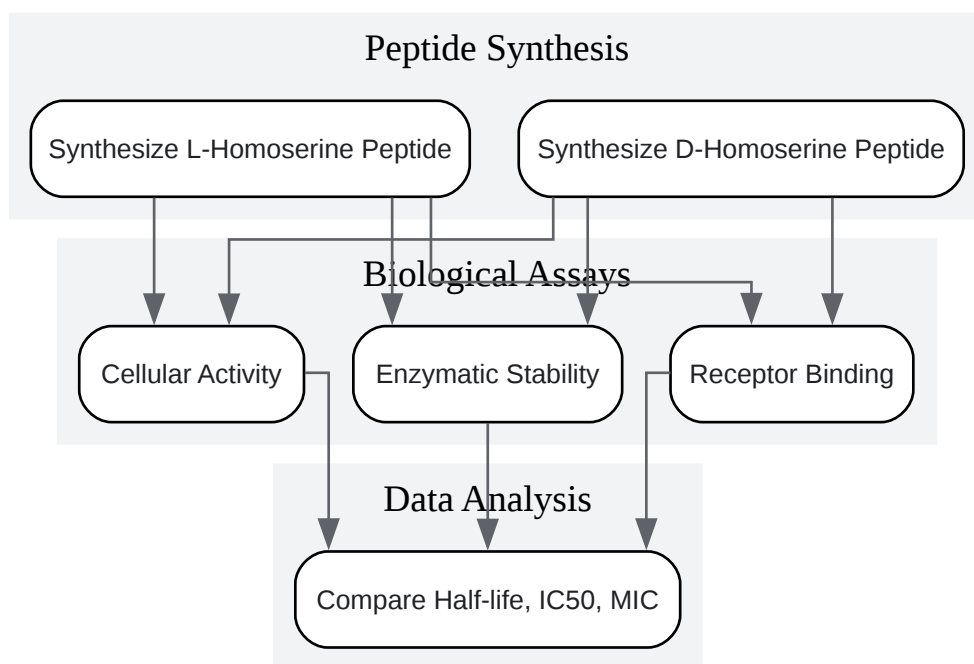 Peptide Synthesis
Synthesize L-Homoserine Peptide
Synthesize D-Homoserine Peptide
Biological Assays
Cellular Activity
Enzymatic Stability
Receptor Binding
Data Analysis
Compare Half-life, IC50, MIC